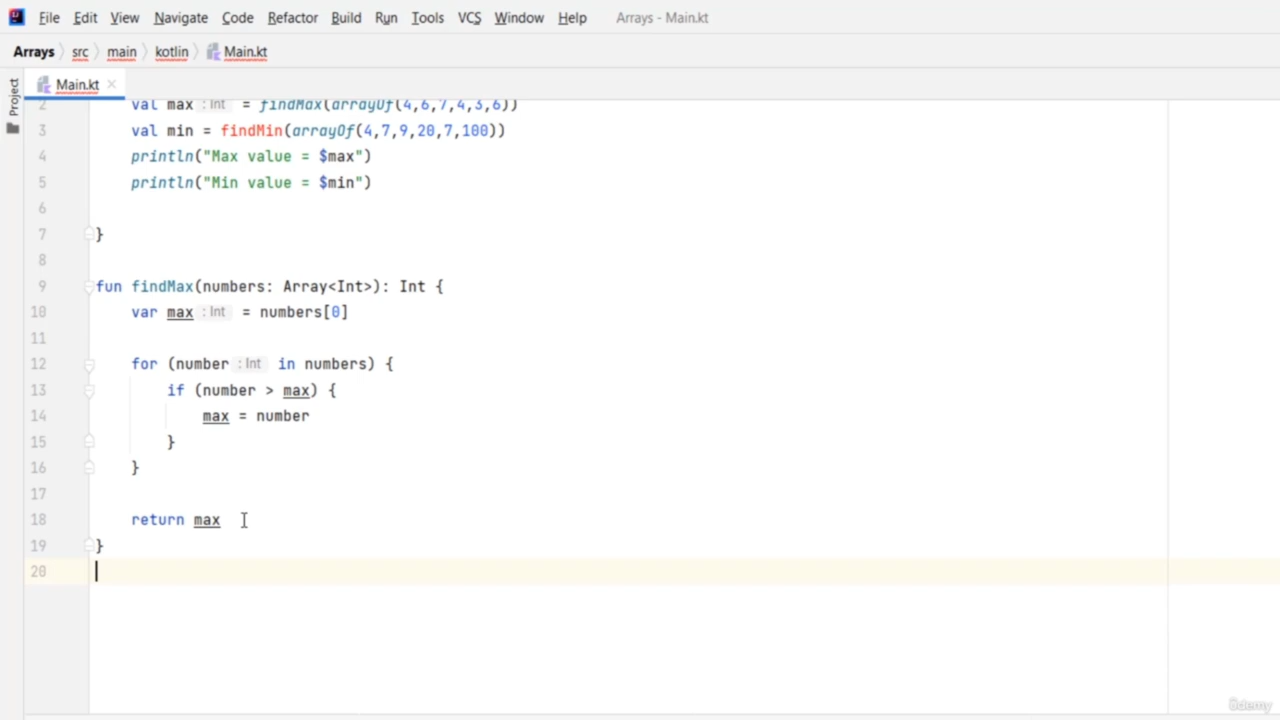 File Edit View Navigate Code Refactor Build Run Tools VCS Window Help Arrays - Main.kt
Arrays src main kotlin Main.kt
Project
Main.kt
2 val max : Int = findMax(arrayOf(4,6,7,4,3,6))
3 val min = findMin(arrayOf(4,7,9,20,7,100))
4 println("Max value = $max")
5 println("Min value = $min")
6
7 }
8
9 fun findMax(numbers: Array<Int>): Int {
10 var max : Int = numbers[0]
11
12 for (number : Int in numbers) {
13 if (number > max) {
14 max = number
15 }
16 }
17
18 return max
19 }
20
ûdemy